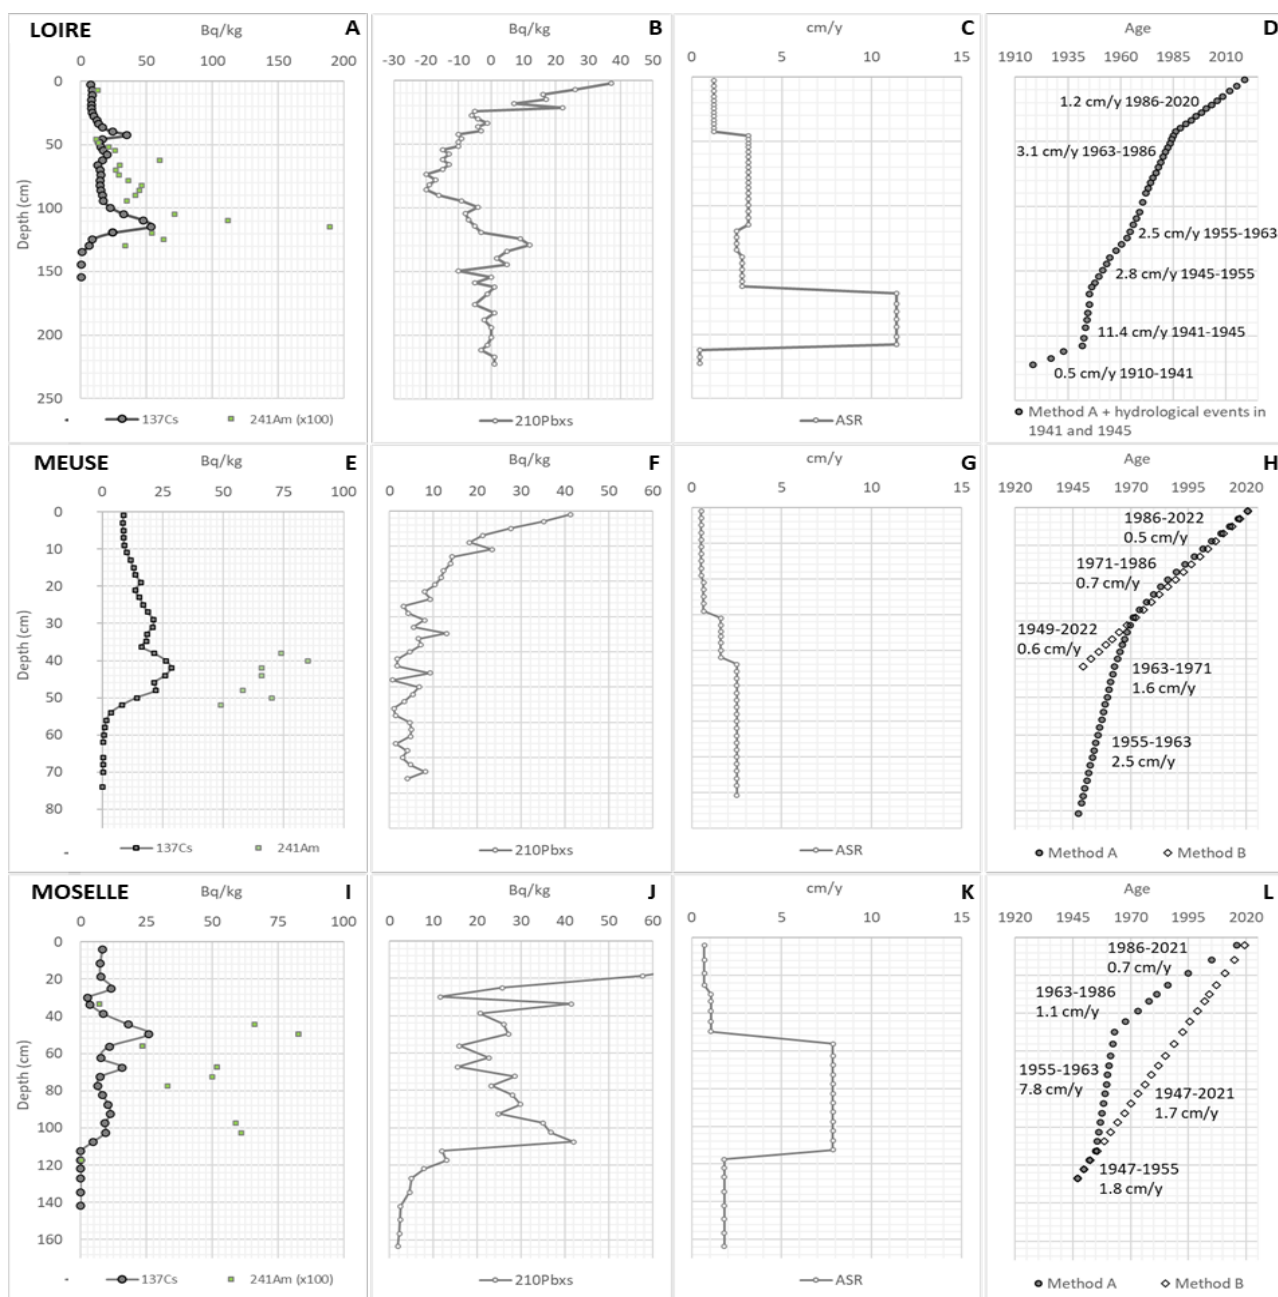 LOIRE
Bq/kg
A
0 50 100 150 200
0
50
100
150
200
250
Depth (cm)
- 137Cs 241Am (x100)
Bq/kg
B
-30 -20 -10 0 10 20 30 40 50
210Pbxs
cm/y
C
0 5 10 15
ASR
Age
D
1910 1935 1960 1985 2010
1.2 cm/y 1986-2020
3.1 cm/y 1963-1986
2.5 cm/y 1955-1963
2.8 cm/y 1945-1955
11.4 cm/y 1941-1945
0.5 cm/y 1910-1941
Method A + hydrological events in
1941 and 1945
MEUSE
Bq/kg
E
0 25 50 75 100
0
10
20
30
40
50
60
70
80
Depth (cm)
- 137Cs 241Am
Bq/kg
F
0 10 20 30 40 50 60
210Pbxs
cm/y
G
0 5 10 15
ASR
Age
H
1920 1945 1970 1995 2020
1986-2022
0.5 cm/y
1971-1986
0.7 cm/y
1949-2022
0.6 cm/y
1963-1971
1.6 cm/y
1955-1963
2.5 cm/y
Method A Method B
MOSELLE
Bq/kg
I
0 25 50 75 100
0
20
40
60
80
100
120
140
160
Depth (cm)
- 137Cs 241Am (x100)
Bq/kg
J
0 10 20 30 40 50 60
210Pbxs
cm/y
K
0 5 10 15
ASR
Age
L
1920 1945 1970 1995 2020
1986-2021
0.7 cm/y
1963-1986
1.1 cm/y
1955-1963
7.8 cm/y
1947-2021
1.7 cm/y
1947-1955
1.8 cm/y
Method A Method B